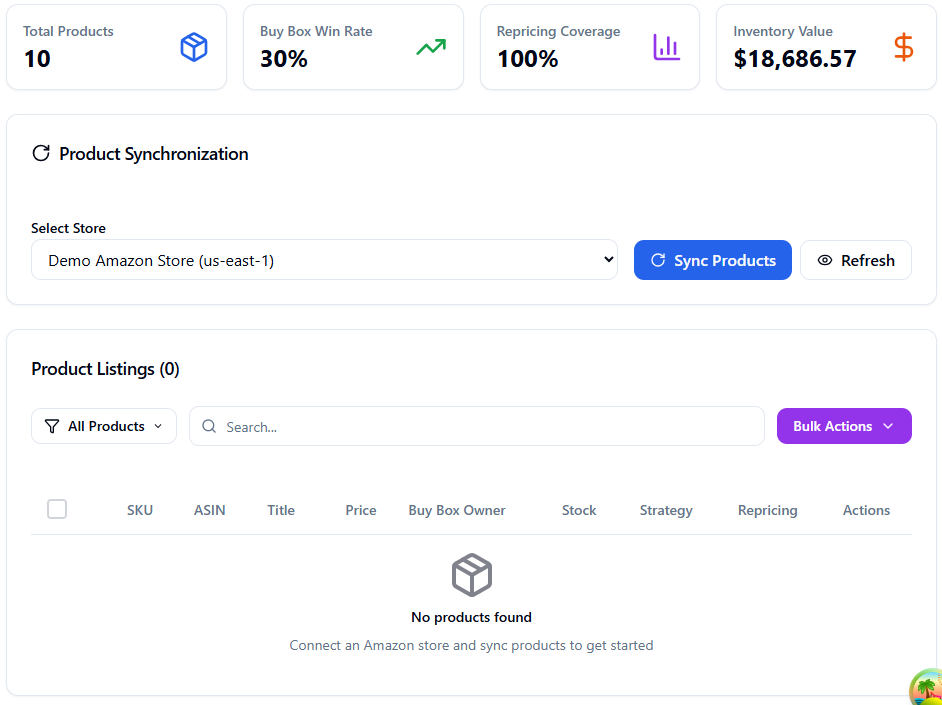 Total Products
10
Buy Box Win Rate
30%
Repricing Coverage
100%
Inventory Value
$18,686.57
Product Synchronization
Select Store
Demo Amazon Store (us-east-1)
Sync Products
Refresh
Product Listings (0)
All Products
Search...
Bulk Actions
SKU ASIN Title Price Buy Box Owner Stock Strategy Repricing Actions
No products found
Connect an Amazon store and sync products to get started